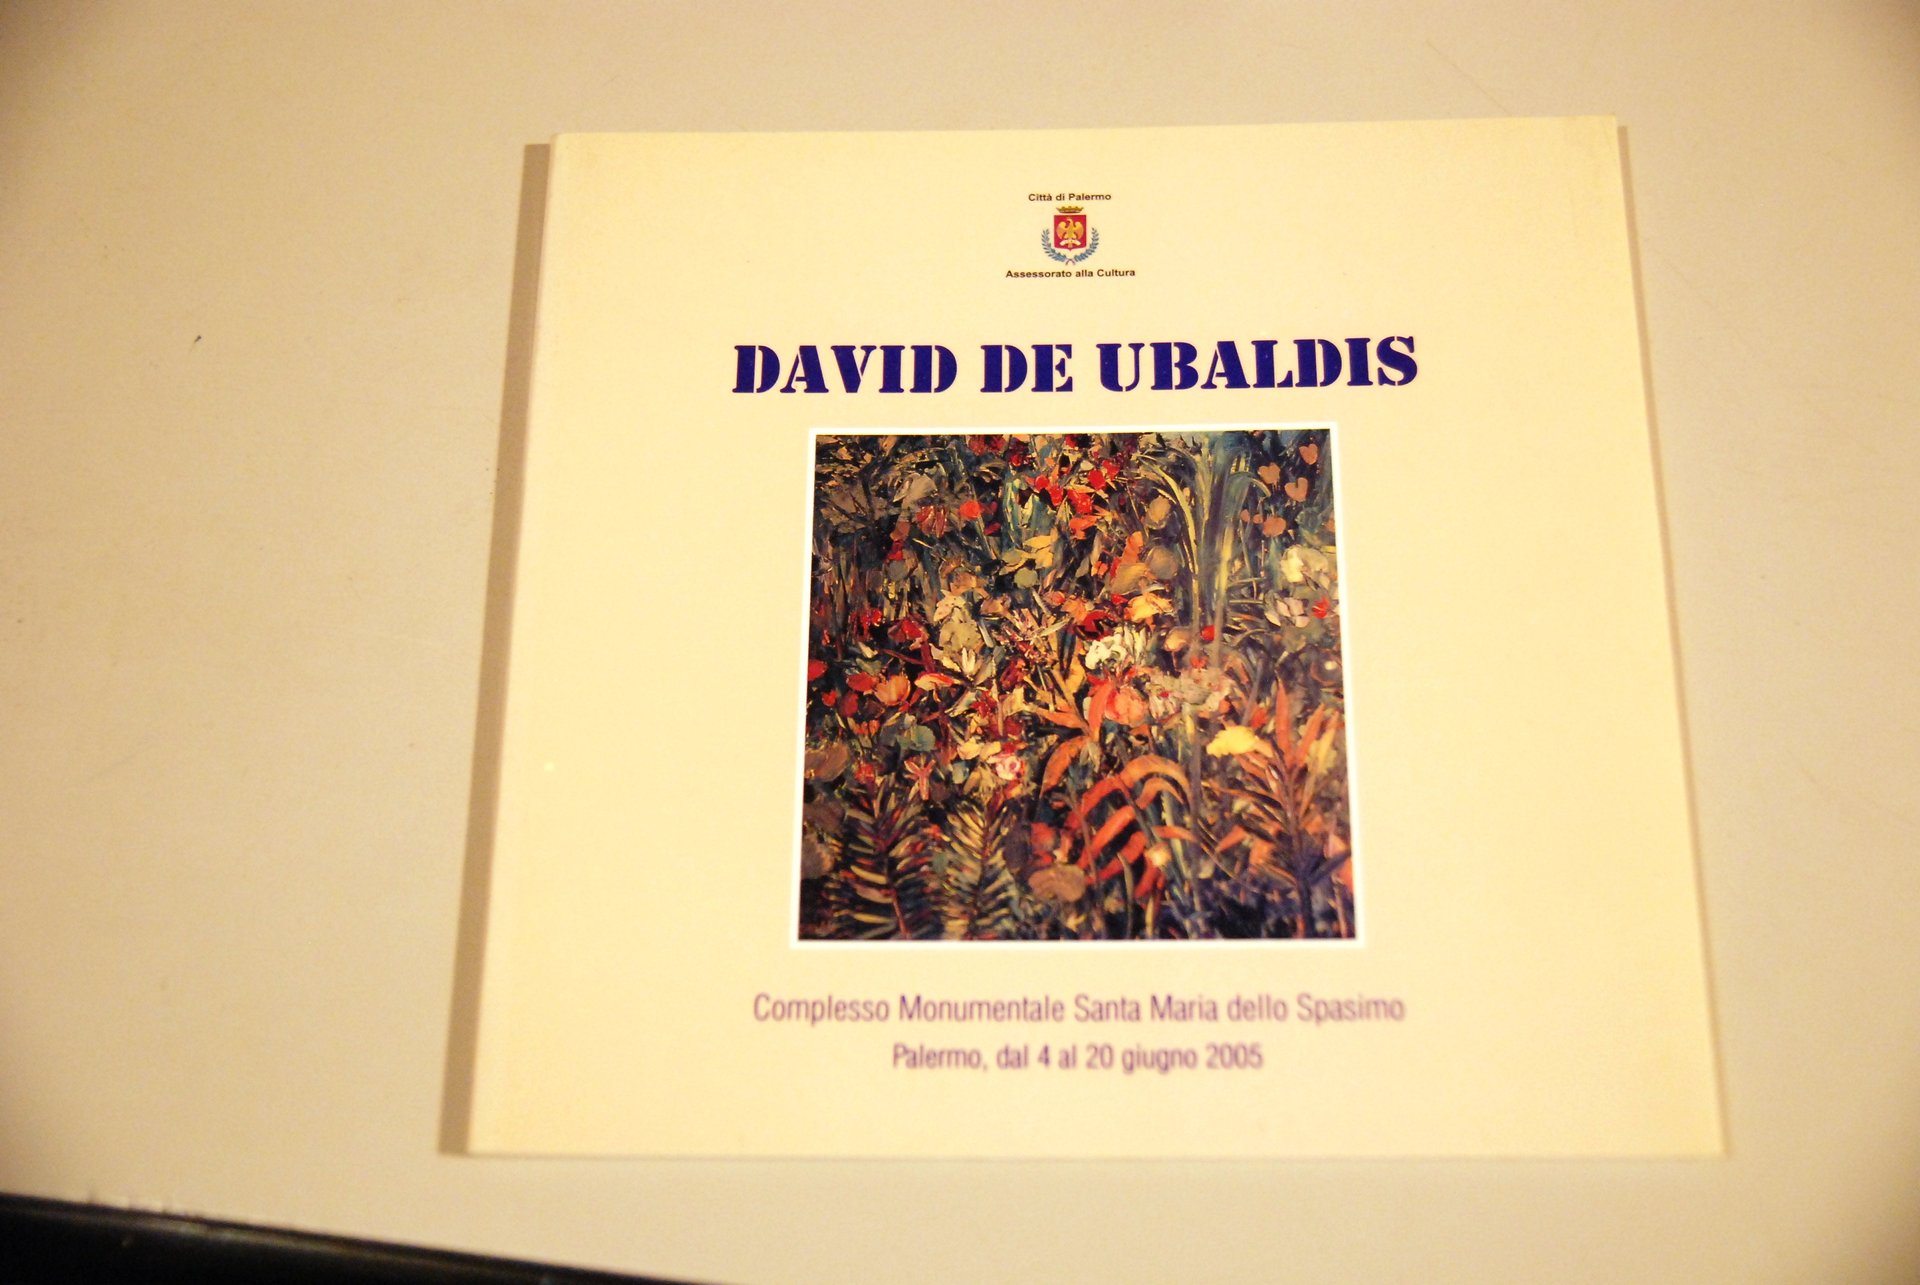 Città di Palermo
Assessorato alla Cultura
DAVID DE UBALDIS
Complesso Monumentale Santa Maria dello Spasimo
Palermo, dal 4 al 20 giugno 2005